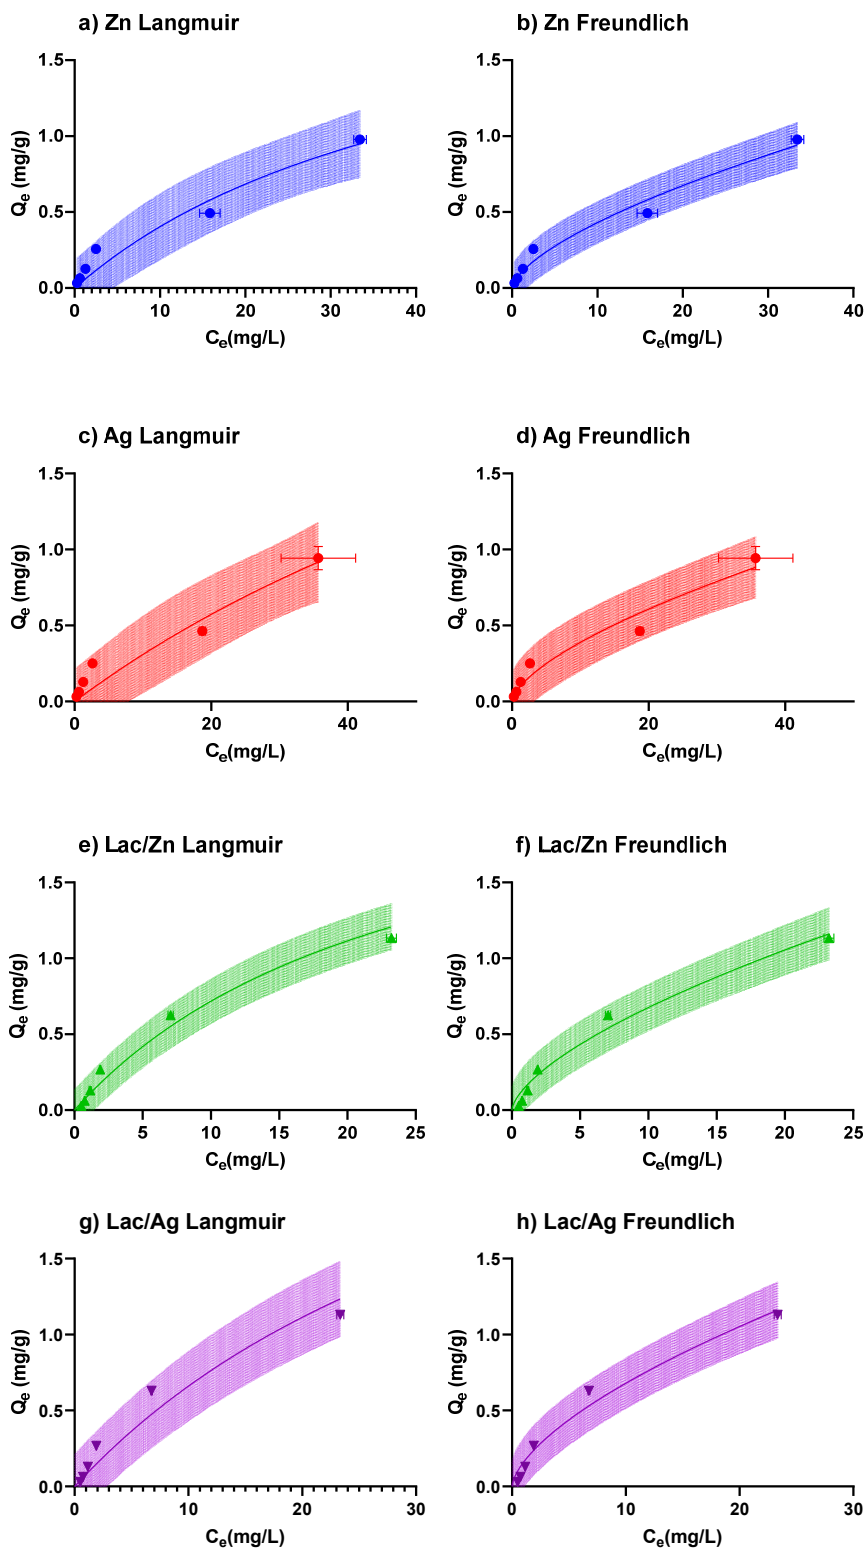 a) Zn Langmuir
b) Zn Freundlich
1.5
1.0
0.5
0.0
Qe (mg/g)
0 10 20 30 40
Ce(mg/L)
1.5
1.0
0.5
0.0
Qe (mg/g)
0 10 20 30 40
Ce(mg/L)
c) Ag Langmuir
d) Ag Freundlich
1.5
1.0
0.5
0.0
Qe (mg/g)
0 20 40
Ce(mg/L)
1.5
1.0
0.5
0.0
Qe (mg/g)
0 20 40
Ce(mg/L)
e) Lac/Zn Langmuir
f) Lac/Zn Freundlich
1.5
1.0
0.5
0.0
Qe (mg/g)
0 5 10 15 20 25
Ce(mg/L)
1.5
1.0
0.5
0.0
Qe (mg/g)
0 5 10 15 20 25
Ce(mg/L)
g) Lac/Ag Langmuir
h) Lac/Ag Freundlich
1.5
1.0
0.5
0.0
Qe (mg/g)
0 10 20 30
Ce(mg/L)
1.5
1.0
0.5
0.0
Qe (mg/g)
0 10 20 30
Ce(mg/L)